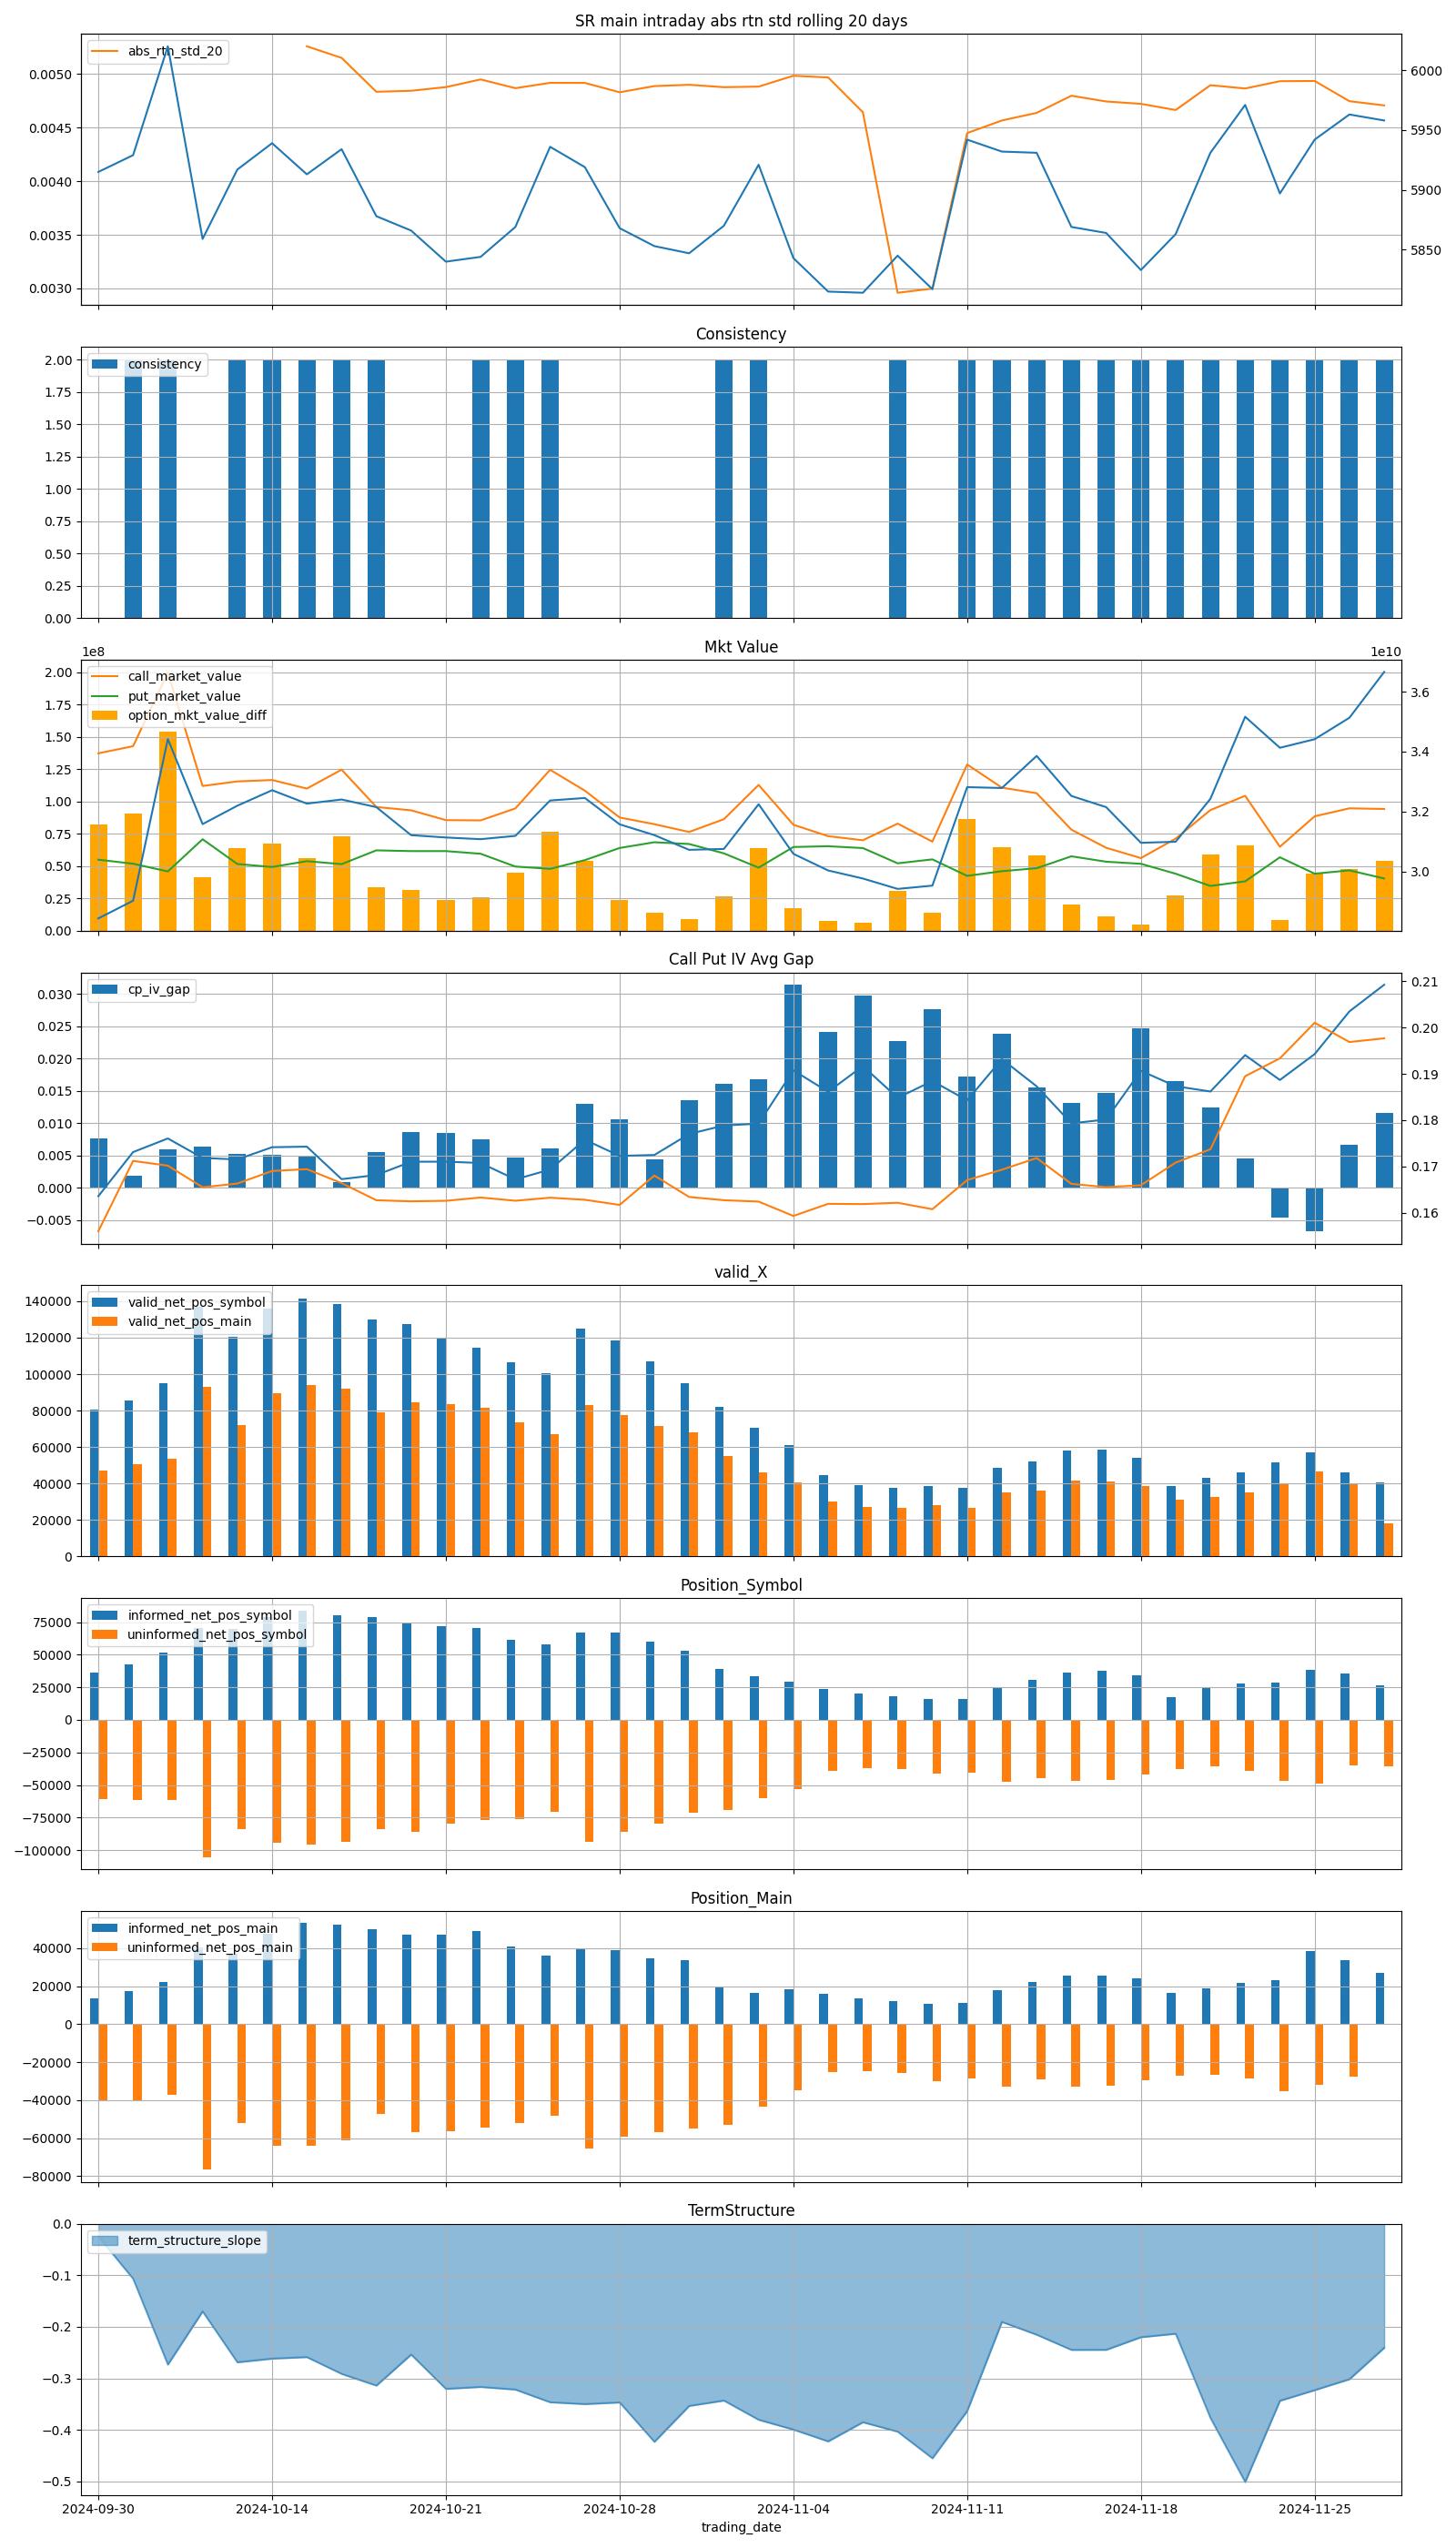 SR main intraday abs rtn std rolling 20 days
abs_rtn_std_20
0.0050
0.0045
0.0040
0.0035
0.0030
6000
5950
5900
5850
Consistency
consistency
2.00
1.75
1.50
1.25
1.00
0.75
0.50
0.25
0.00
Mkt Value
1e8
1e10
call_market_value
put_market_value
option_mkt_value_diff
2.00
1.75
1.50
1.25
1.00
0.75
0.50
0.25
0.00
3.6
3.4
3.2
3.0
Call Put IV Avg Gap
cp_iv_gap
0.030
0.025
0.020
0.015
0.010
0.005
0.000
−0.005
0.21
0.20
0.19
0.18
0.17
0.16
valid_X
valid_net_pos_symbol
valid_net_pos_main
140000
120000
100000
80000
60000
40000
20000
0
Position_Symbol
informed_net_pos_symbol
uninformed_net_pos_symbol
75000
50000
25000
0
−25000
−50000
−75000
−100000
Position_Main
informed_net_pos_main
uninformed_net_pos_main
40000
20000
0
−20000
−40000
−60000
−80000
TermStructure
term_structure_slope
0.0
−0.1
−0.2
−0.3
−0.4
−0.5
2024-09-30 2024-10-14 2024-10-21 2024-10-28 2024-11-04 2024-11-11 2024-11-18 2024-11-25
trading_date